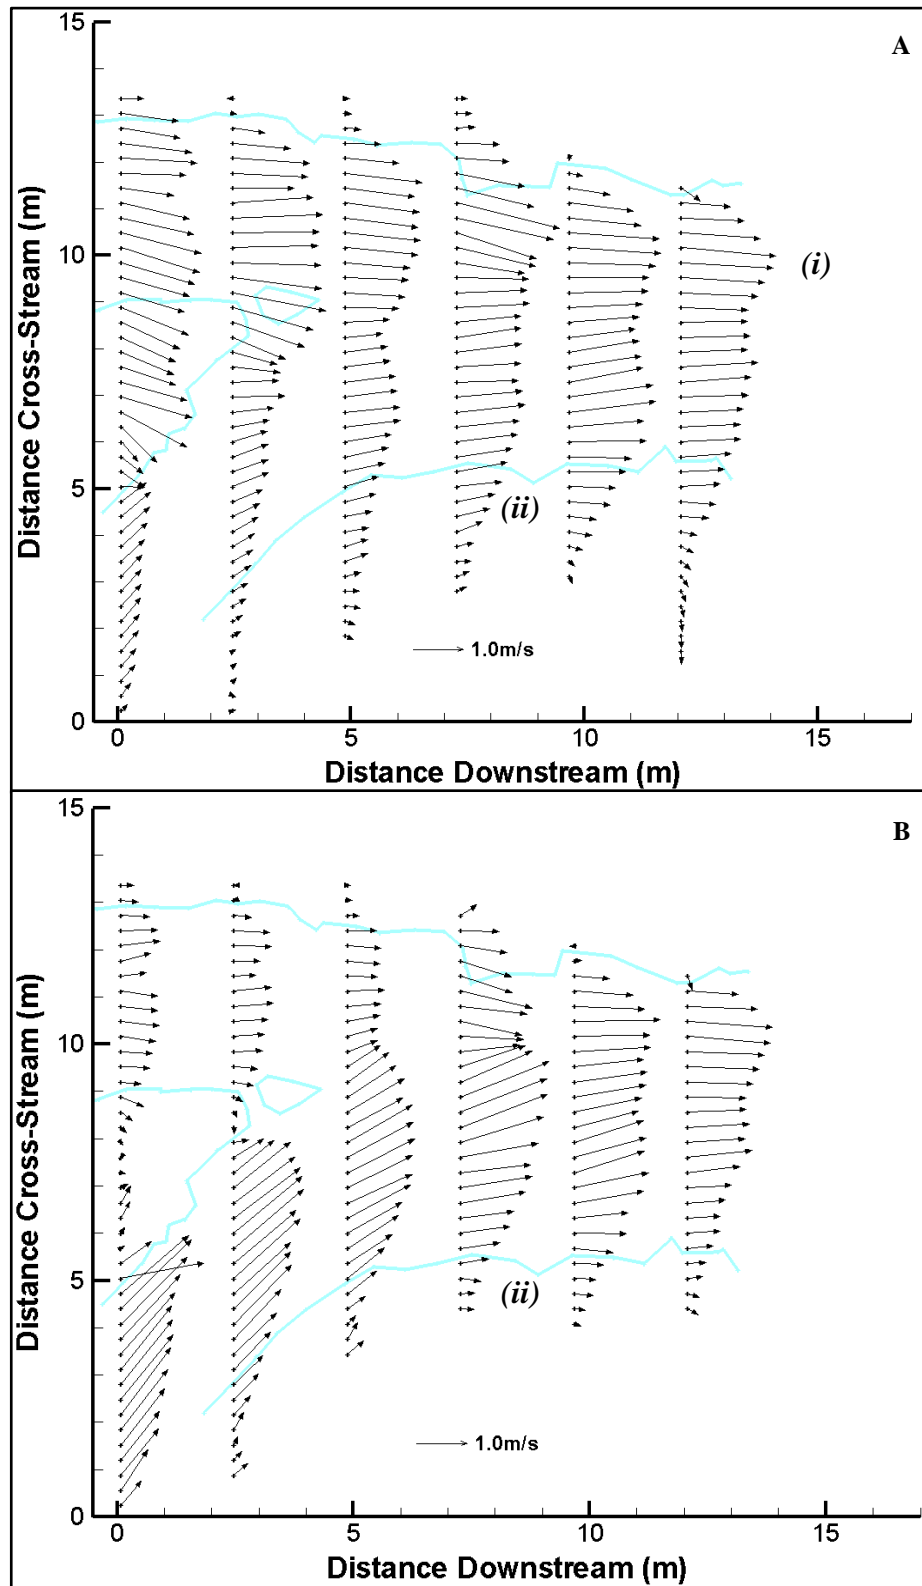 A
15
10
5
0
Distance Cross-Stream (m)
(i)
(ii)
1.0m/s
0 5 10 15
Distance Downstream (m)
B
15
10
5
0
Distance Cross-Stream (m)
(ii)
1.0m/s
0 5 10 15
Distance Downstream (m)